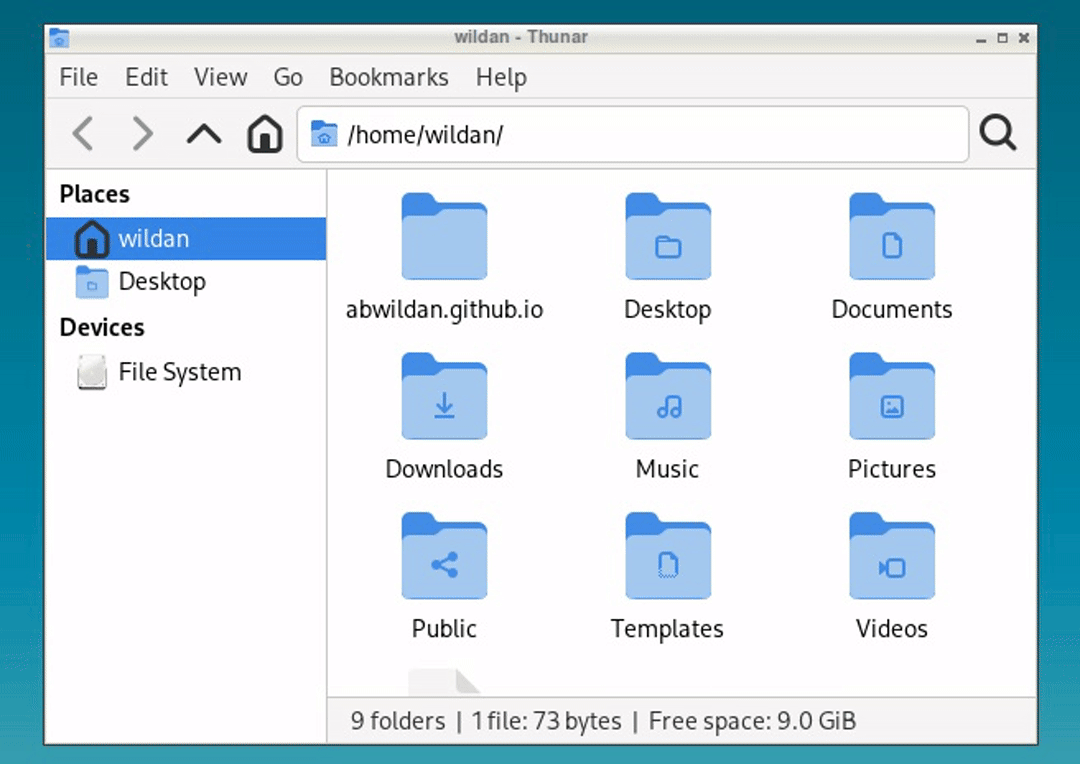 wildan - Thunar
File Edit View Go Bookmarks Help
/home/wildan/
Places
wildan
Desktop
Devices
File System
abwildan.github.io Desktop Documents
Downloads Music Pictures
Public Templates Videos
9 folders | 1 file: 73 bytes | Free space: 9.0 GiB